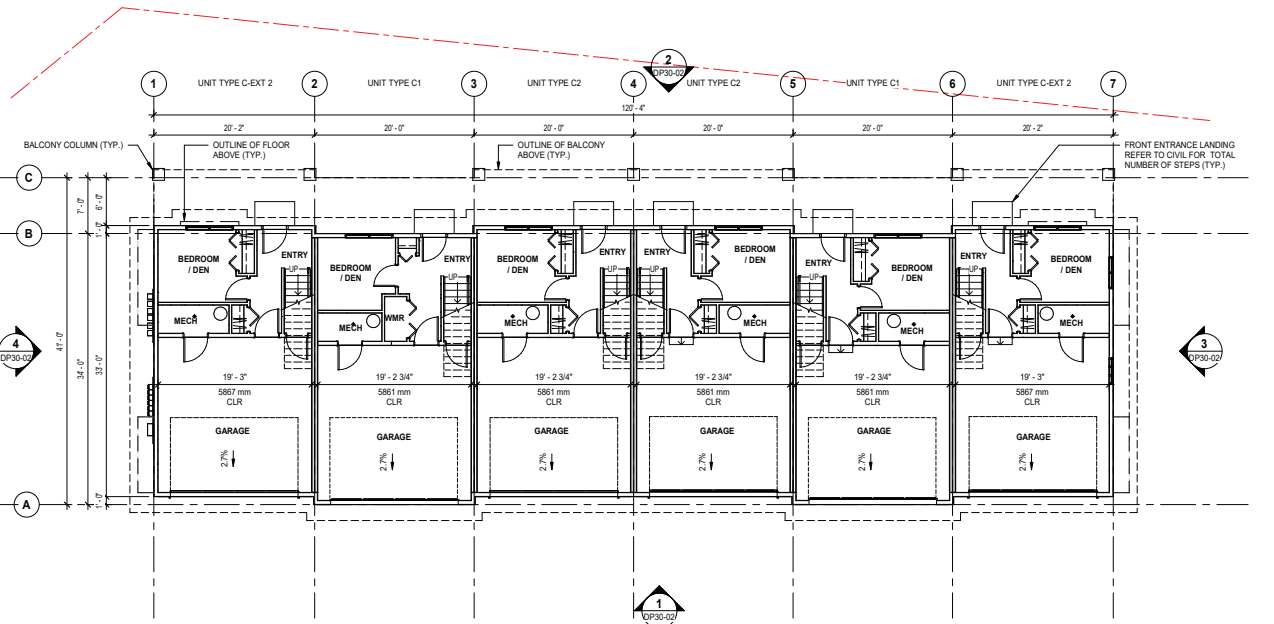 2
DP30-02
1
UNIT TYPE C-EXT 2
2
UNIT TYPE C1
3
UNIT TYPE C2
4
UNIT TYPE C2
5
UNIT TYPE C1
6
UNIT TYPE C-EXT 2
7
120' - 4"
20' - 2"
20' - 0"
20' - 0"
20' - 0"
20' - 0"
20' - 2"
BALCONY COLUMN (TYP.)
OUTLINE OF FLOOR
ABOVE (TYP.)
OUTLINE OF BALCONY
ABOVE (TYP.)
FRONT ENTRANCE LANDING
REFER TO CIVIL FOR TOTAL
NUMBER OF STEPS (TYP.)
C
B
A
7' - 0"
6' - 0"
1' - 0"
41' - 0"
34' - 0"
33' - 0"
1' - 0"
BEDROOM
/ DEN
ENTRY
UP
MECH
BEDROOM
/ DEN
ENTRY
UP
MECH
WMR
BEDROOM
/ DEN
ENTRY
UP
MECH
ENTRY
UP
BEDROOM
/ DEN
MECH
ENTRY
UP
BEDROOM
/ DEN
MECH
ENTRY
UP
BEDROOM
/ DEN
MECH
4
DP30-02
3
DP30-02
19' - 3"
5867 mm
CLR
19' - 2 3/4"
5861 mm
CLR
19' - 2 3/4"
5861 mm
CLR
19' - 2 3/4"
5861 mm
CLR
19' - 2 3/4"
5861 mm
CLR
19' - 3"
5867 mm
CLR
GARAGE
2.7%
GARAGE
2.7%
GARAGE
2.7%
GARAGE
2.7%
GARAGE
2.7%
GARAGE
2.7%
1
DP30-02